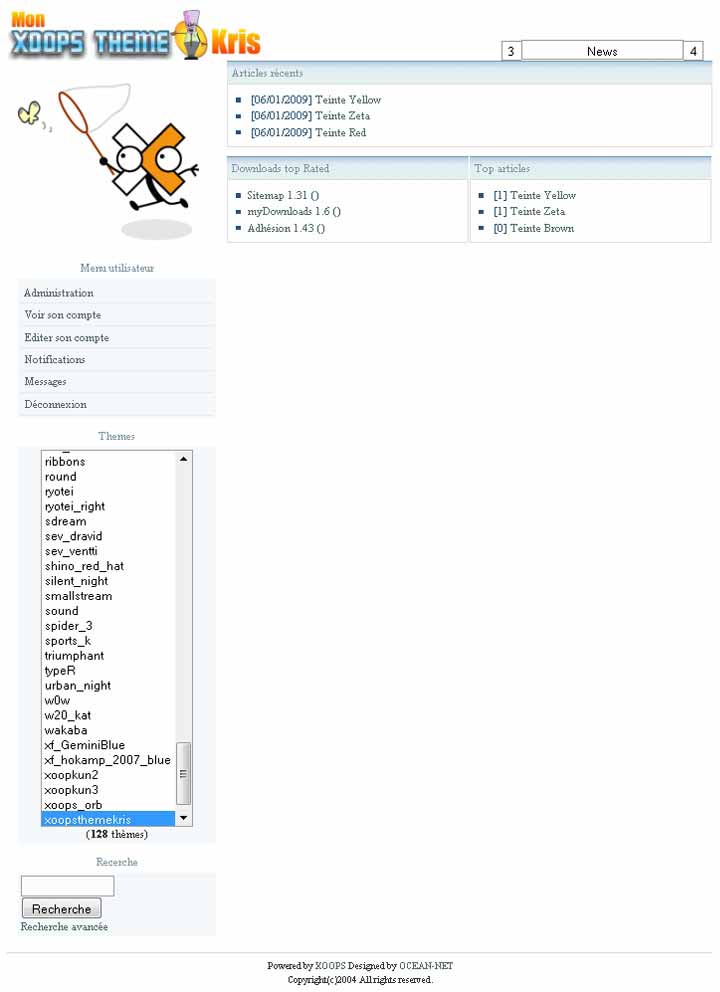 Mon
XOOPS THEME Kris
3 News 4
Articles récents
[06/01/2009] Teinte Yellow
[06/01/2009] Teinte Zeta
[06/01/2009] Teinte Red
Downloads top Rated
Sitemap 1.31 ()
myDownloads 1.6 ()
Adhésion 1.43 ()
Top articles
[1] Teinte Yellow
[1] Teinte Zeta
[0] Teinte Brown
Menu utilisateur
Administration
Voir son compte
Editer son compte
Notifications
Messages
Déconnexion
Themes
ribbons
round
ryotei
ryotei_right
sdream
sev_dravid
sev_ventti
shino_red_hat
silent_night
smallstream
sound
spider_3
sports_k
triumphant
typeR
urban_night
w0w
w20_kat
wakaba
xf_GeminiBlue
xf_hokamp_2007_blue
xoopkun2
xoopkun3
xoops_orb
xoopsthemekris
(128 thèmes)
Recerche
Recherche
Recherche avancée
Powered by XOOPS Designed by OCEAN-NET
Copyright(c)2004 All rights reserved.